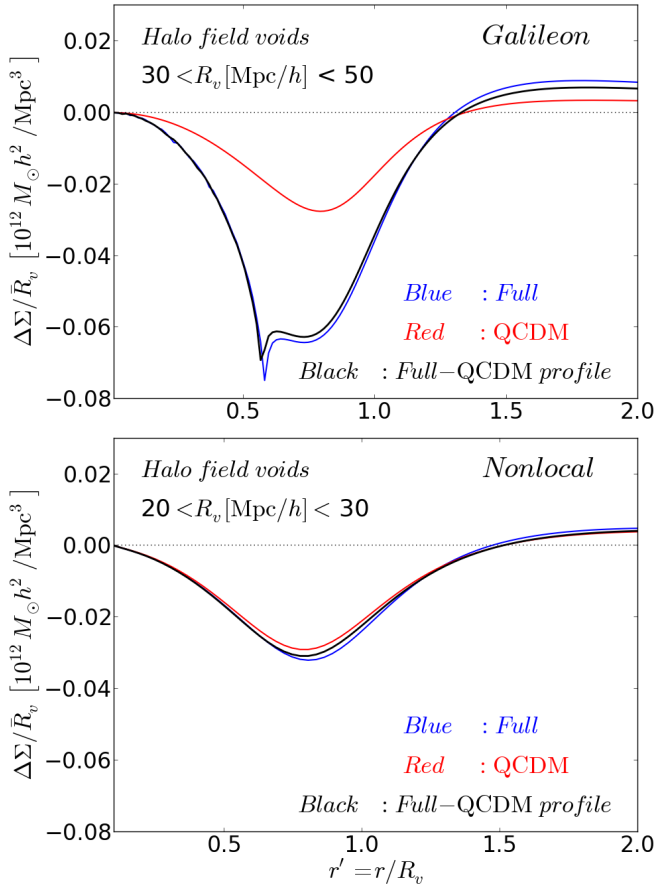 Halo field voids
Galileon
30 <R_v[Mpc/h] < 50
0.02
0.00
−0.02
−0.04
−0.06
−0.08
ΔΣ/R̄_v [10^12 M_⊙h^2 /Mpc^3 ]
Blue : Full
Red : QCDM
Black : Full−QCDM profile
0.5
1.0
1.5
2.0
Halo field voids
Nonlocal
20 <R_v[Mpc/h] < 30
0.02
0.00
−0.02
−0.04
−0.06
−0.08
ΔΣ/R̄_v [10^12 M_⊙h^2 /Mpc^3 ]
Blue : Full
Red : QCDM
Black : Full−QCDM profile
0.5
1.0
1.5
2.0
r′ =r/R_v